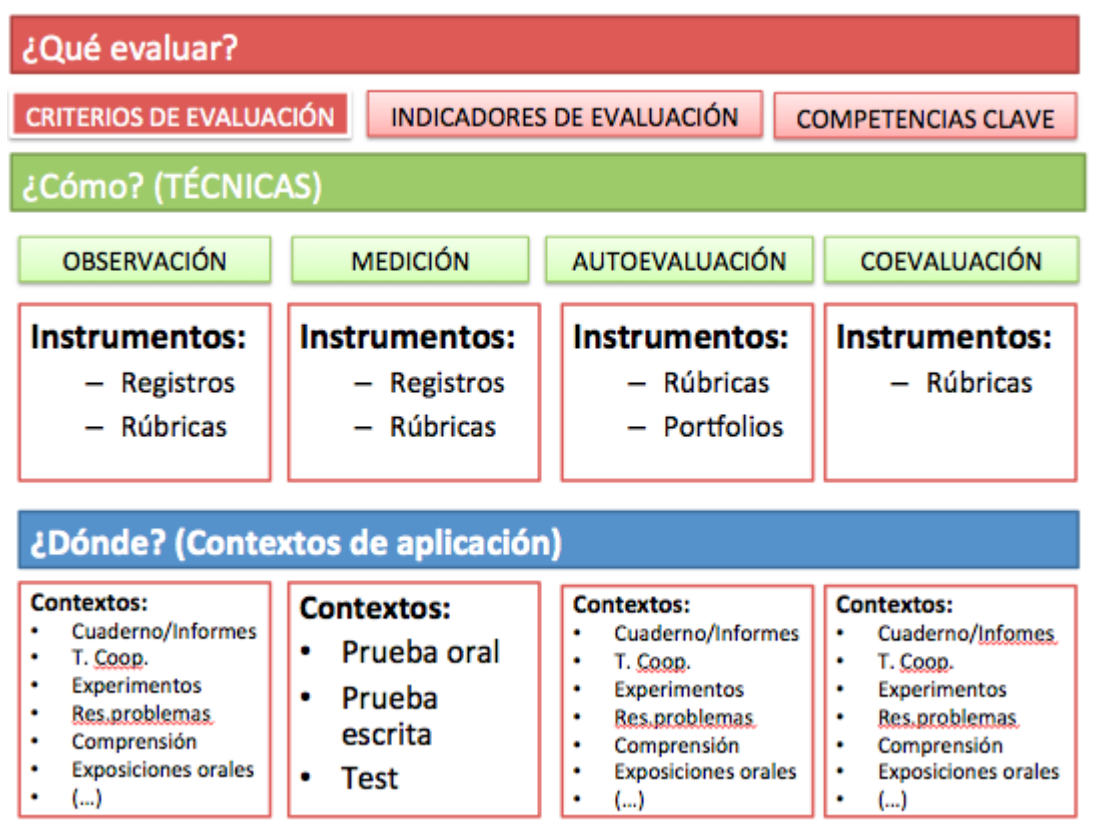 ¿Qué evaluar?
CRITERIOS DE EVALUACIÓN
INDICADORES DE EVALUACIÓN
COMPETENCIAS CLAVE
¿Cómo? (TÉCNICAS)
OBSERVACIÓN
MEDICIÓN
AUTOEVALUACIÓN
COEVALUACIÓN
Instrumentos:
– Registros
– Rúbricas
Instrumentos:
– Registros
– Rúbricas
Instrumentos:
– Rúbricas
– Portfolios
Instrumentos:
– Rúbricas
¿Dónde? (Contextos de aplicación)
Contextos:
• Cuaderno/Informes
• T. Coop.
• Experimentos
• Res.problemas
• Comprensión
• Exposiciones orales
• (...)
Contextos:
• Prueba oral
• Prueba
escrita
• Test
Contextos:
• Cuaderno/Informes
• T. Coop.
• Experimentos
• Res.problemas
• Comprensión
• Exposiciones orales
• (...)
Contextos:
• Cuaderno/Infomes
• T. Coop.
• Experimentos
• Res.problemas
• Comprensión
• Exposiciones orales
• (...)